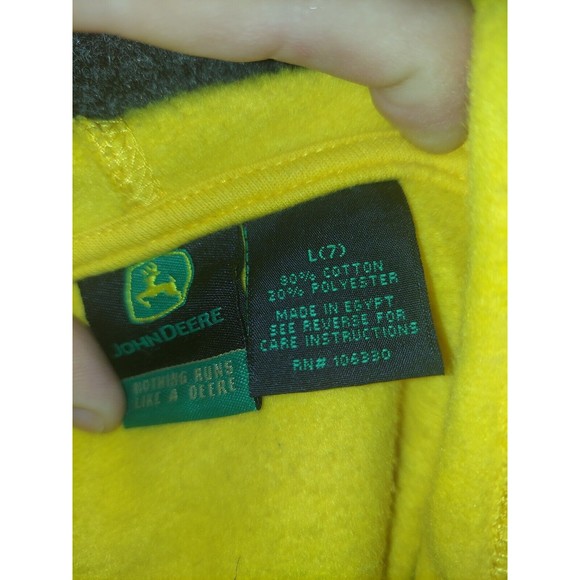 JOHN DEERE
NOTHING RUNS
LIKE A DEERE
L(7)
80% COTTON
20% POLYESTER
MADE IN EGYPT
SEE REVERSE FOR
CARE INSTRUCTIONS
RN# 106330